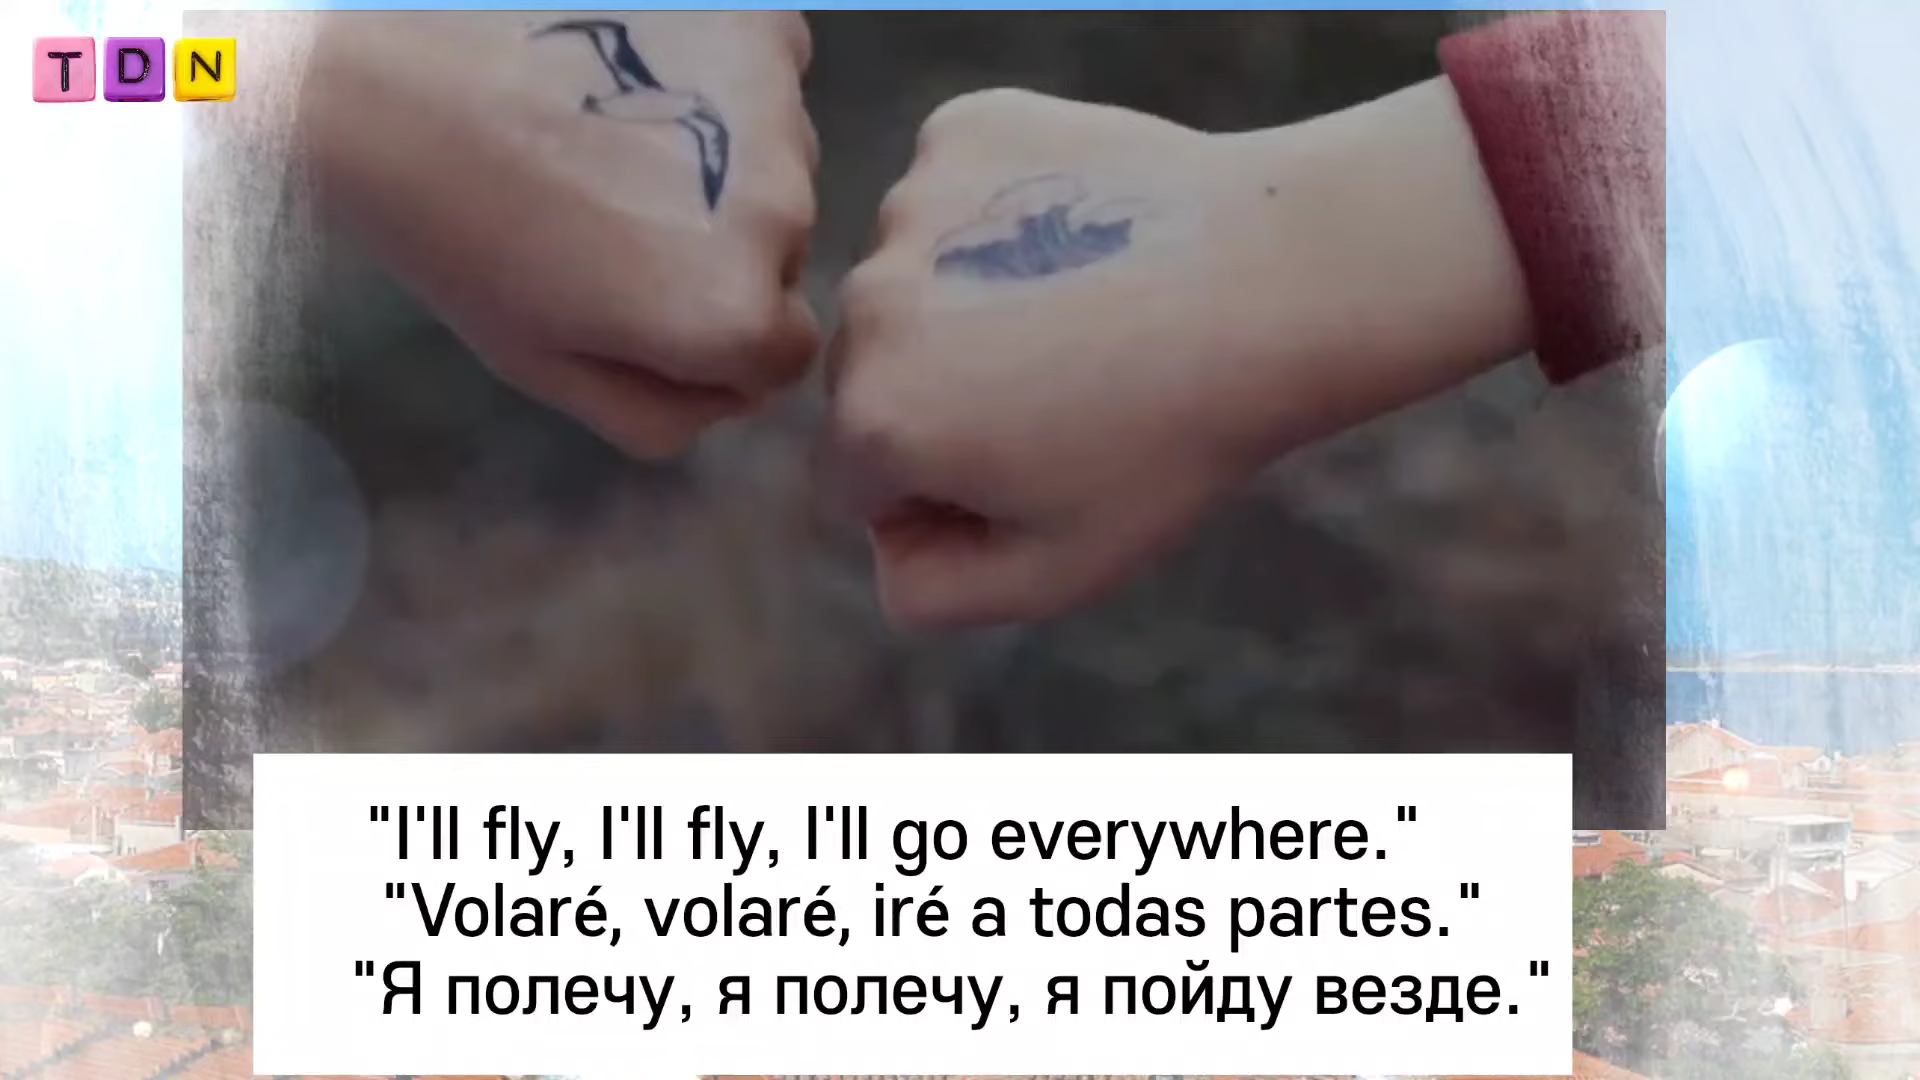 TDN
"I'll fly, I'll fly, I'll go everywhere."
"Volaré, volaré, iré a todas partes."
"Я полечу, я полечу, я пойду везде."